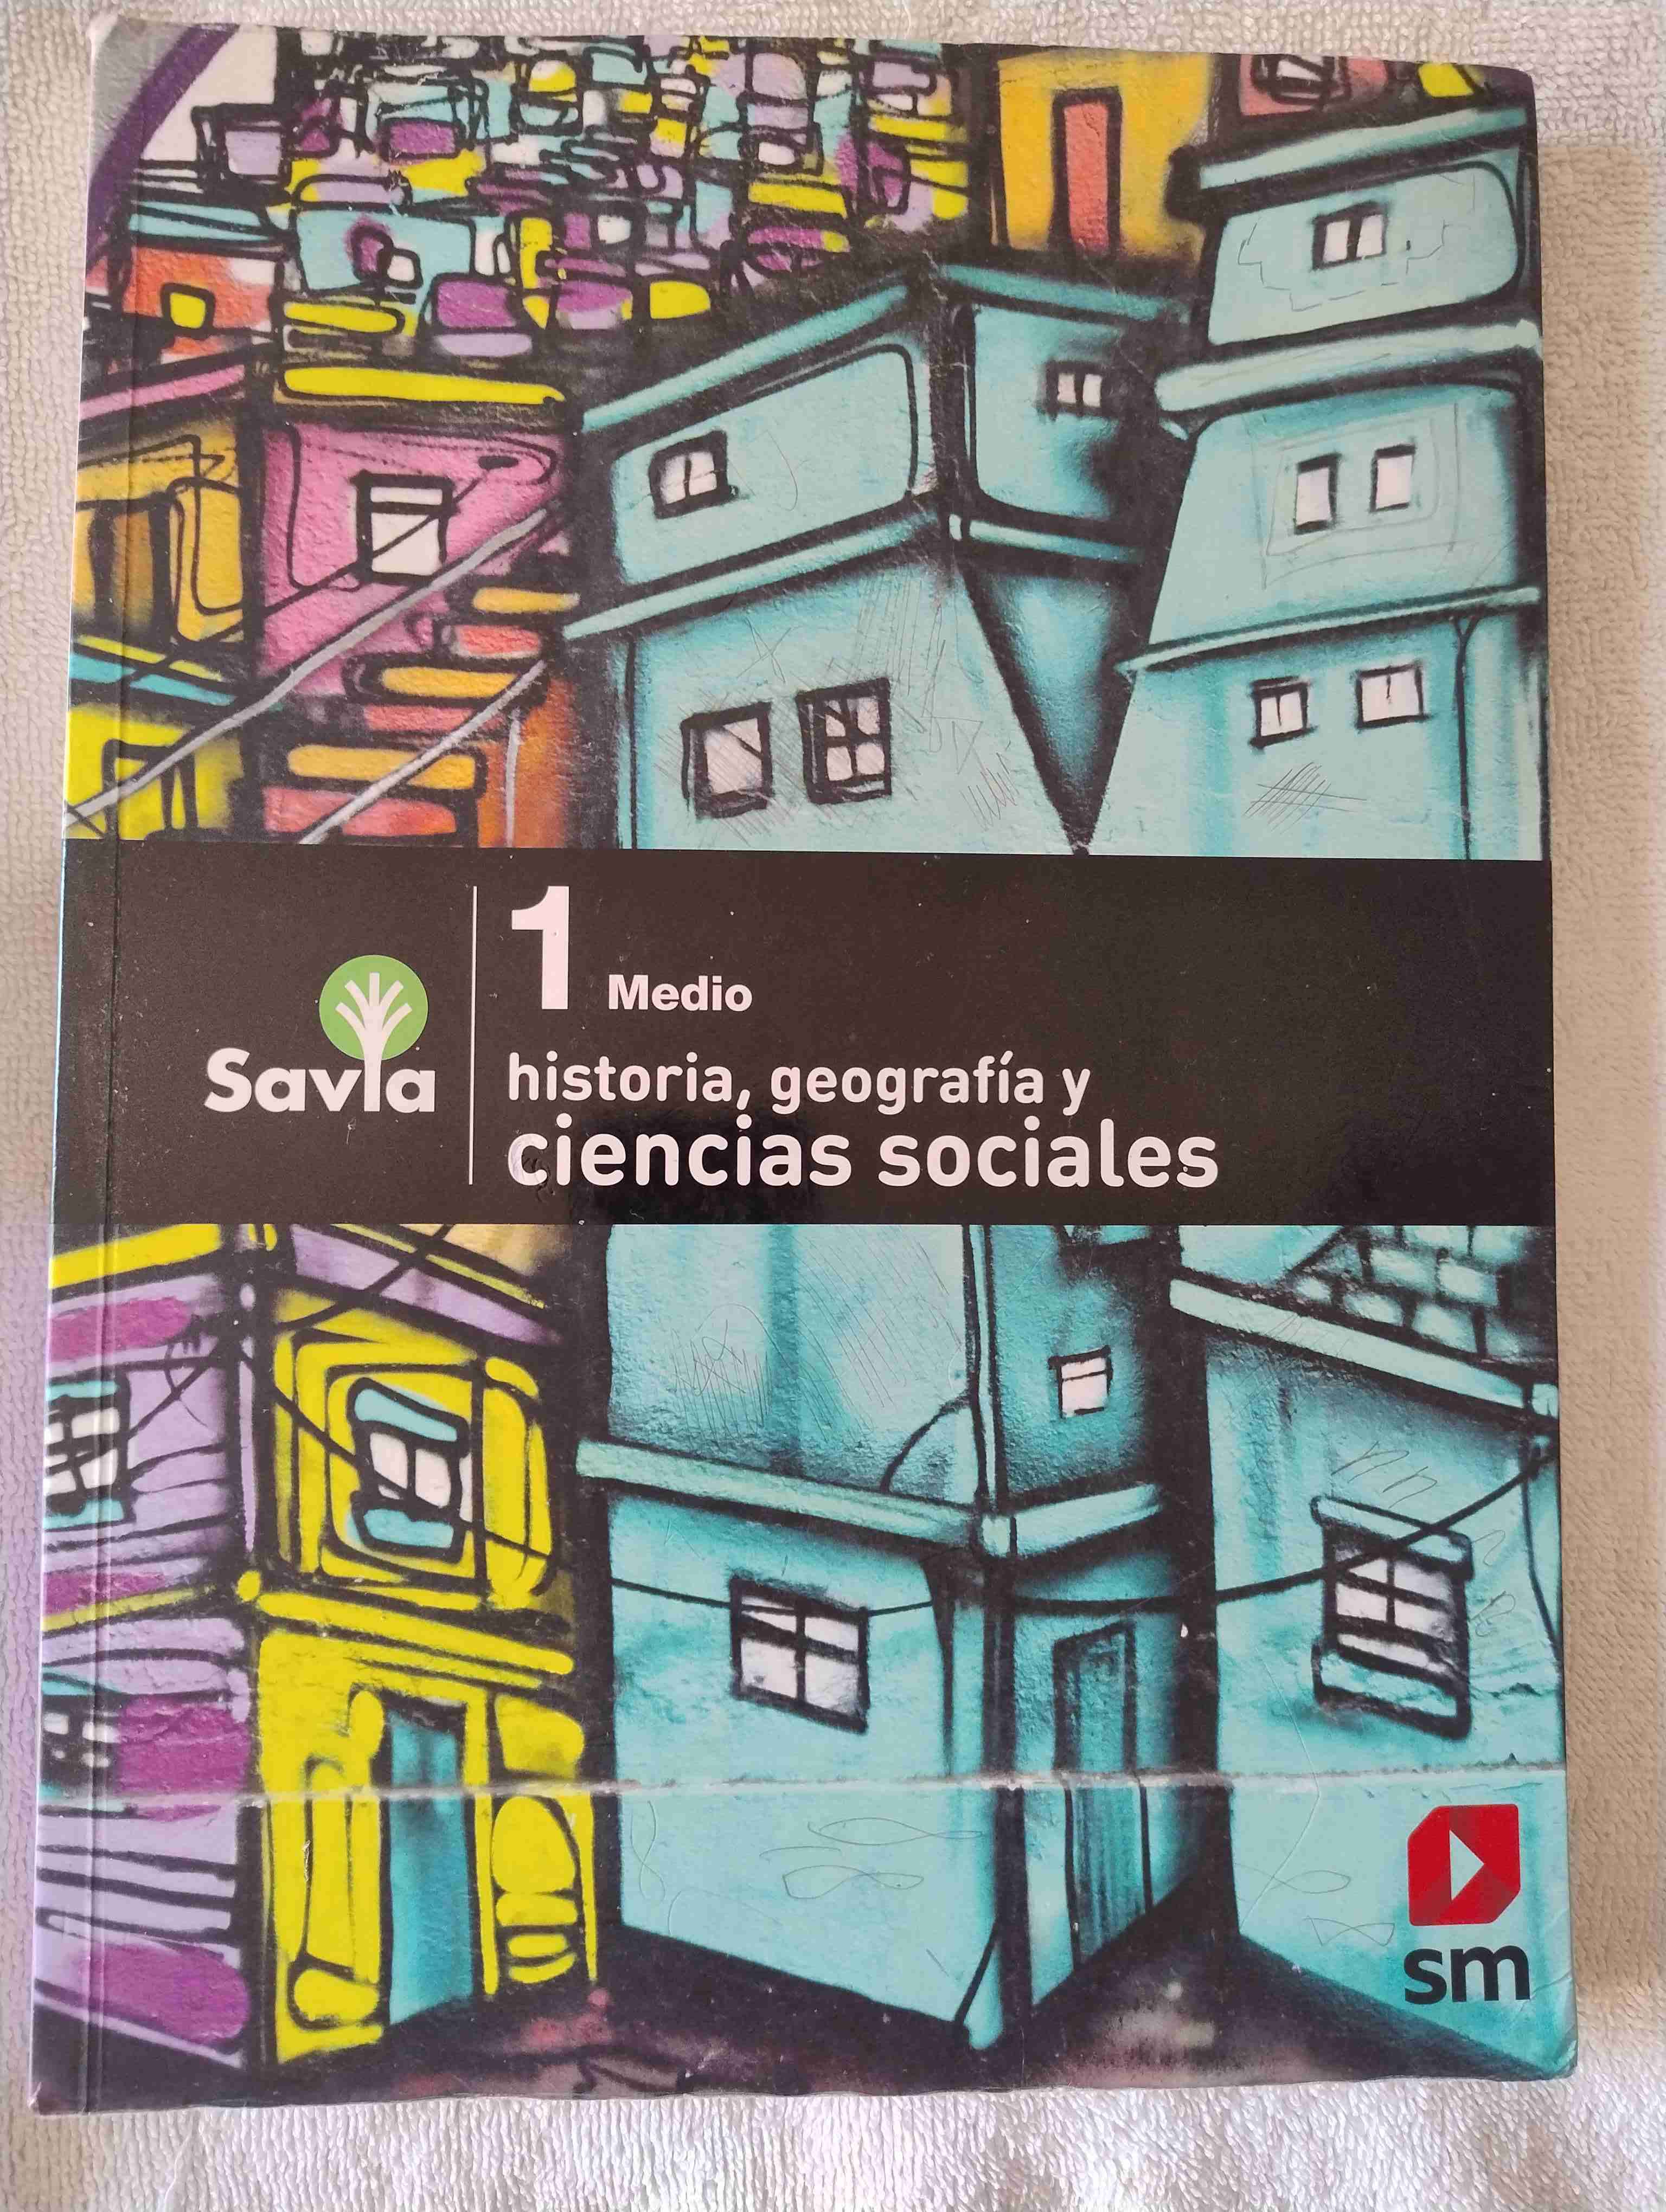 1 Medio
Savia
historia, geografía y
ciencias sociales
sm